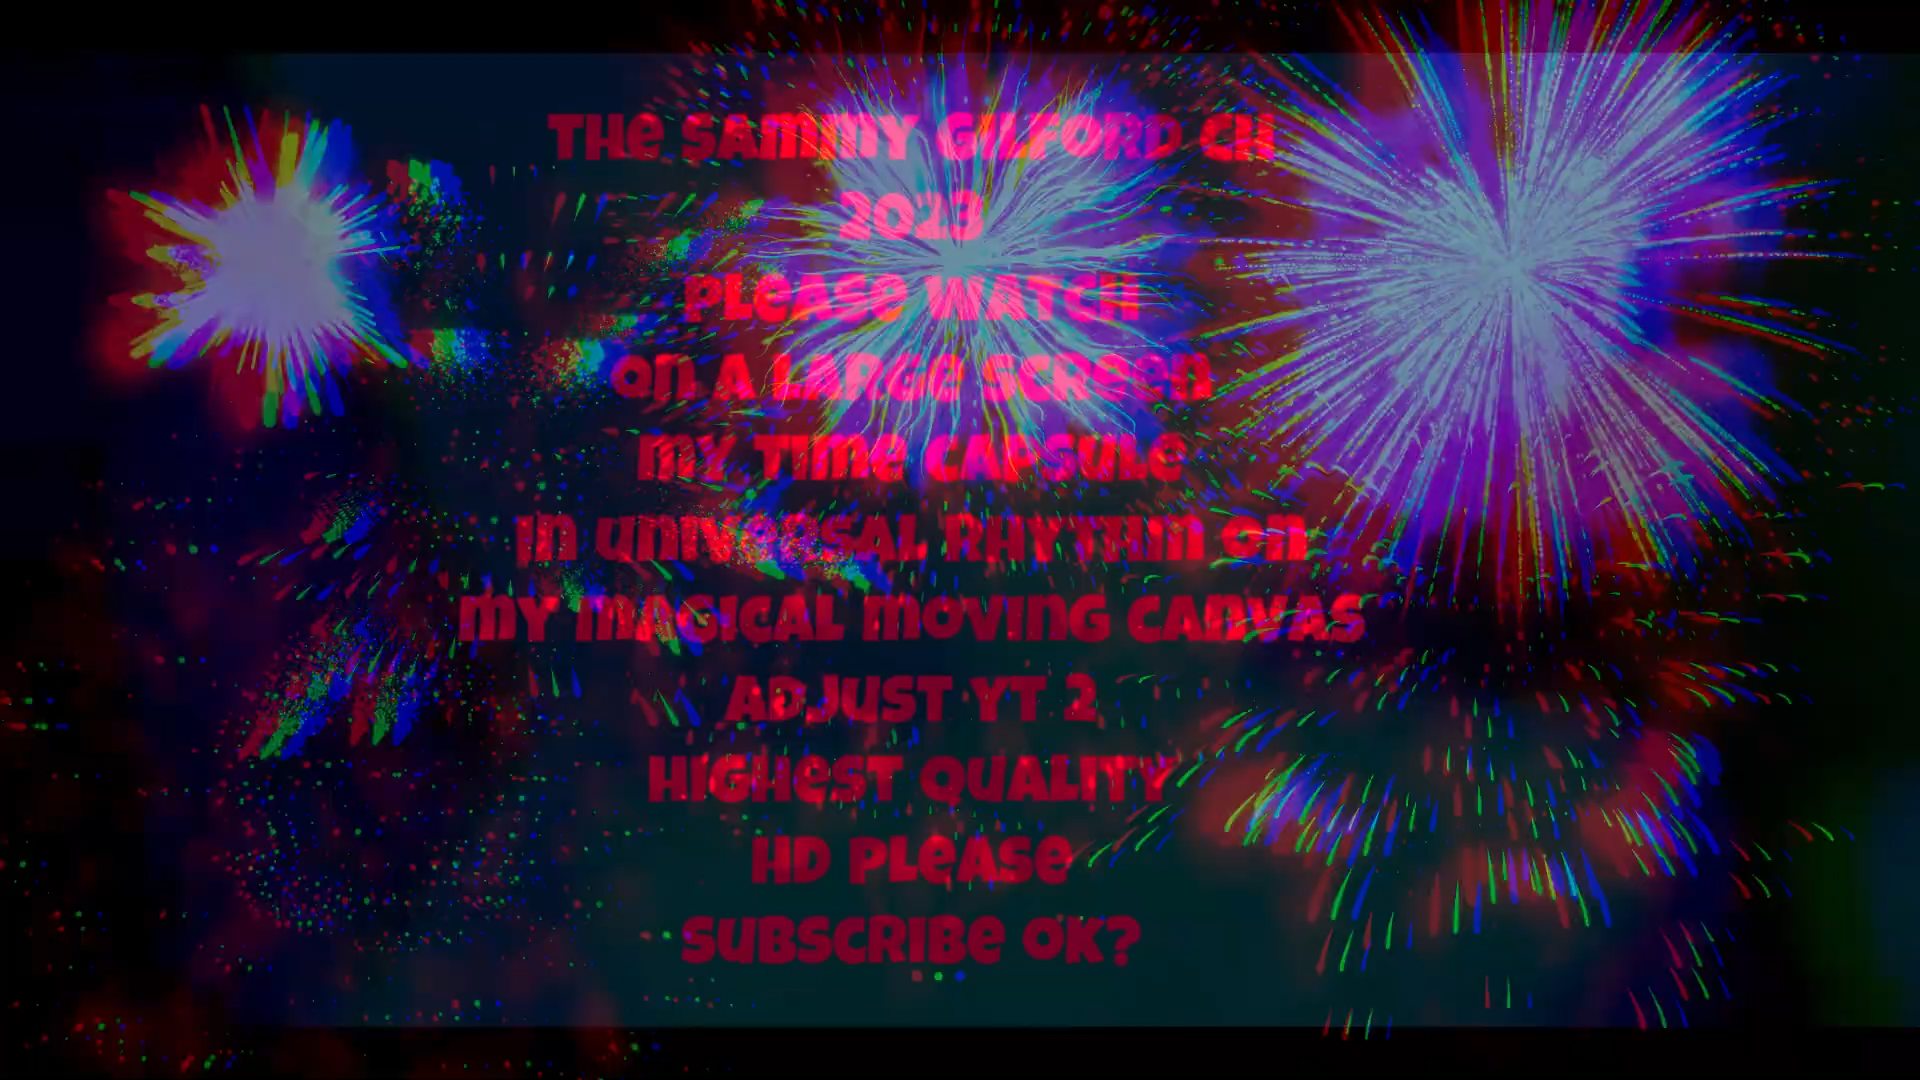 THE SAMMY GILFORD CH
2023
PLEASE WATCH
ON A LARGE SCREEN
MY TIME CAPSULE
IN UNIVERSAL RHYTHM ON
MY MAGICAL MOVING CANVAS
ADJUST YT 2
HIGHEST QUALITY
HD PLEASE
SUBSCRIBE OK?